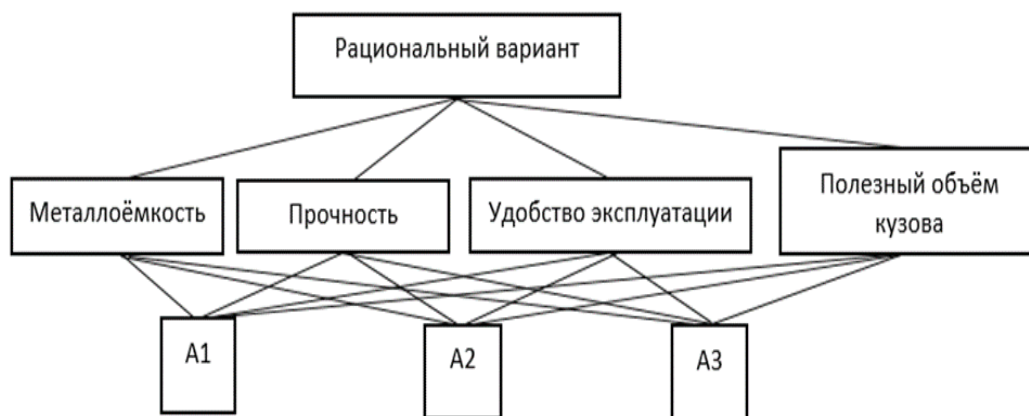 Рациональный вариант
Металлоёмкость
Прочность
Удобство эксплуатации
Полезный объём
кузова
А1
А2
А3